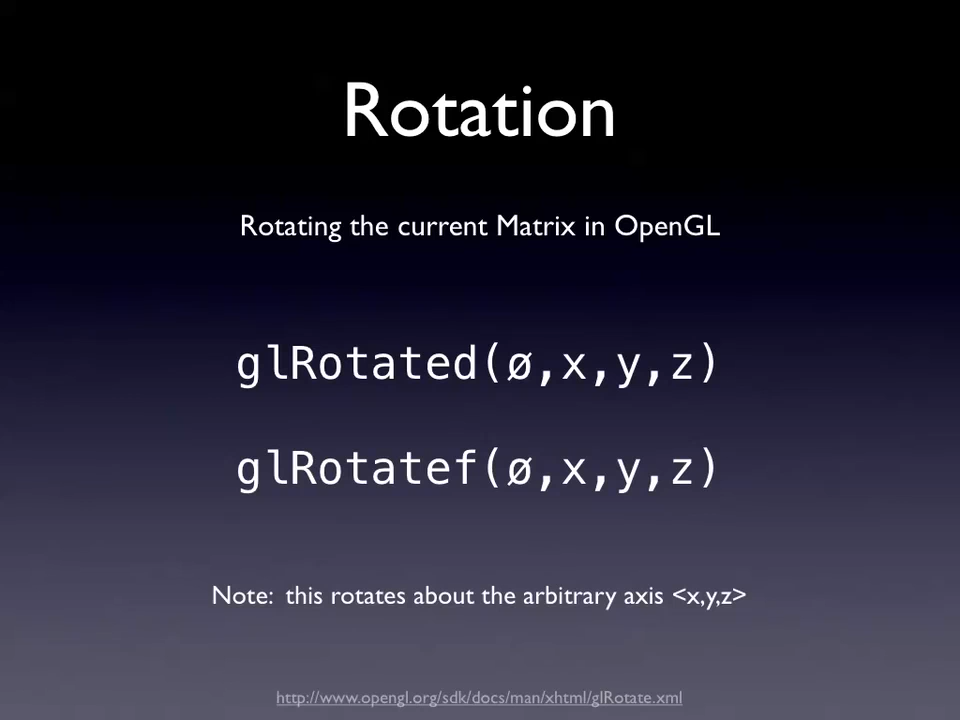 Rotation
Rotating the current Matrix in OpenGL
glRotated(ø,x,y,z)
glRotatef(ø,x,y,z)
Note:  this rotates about the arbitrary axis <x,y,z>
http://www.opengl.org/sdk/docs/man/xhtml/glRotate.xml